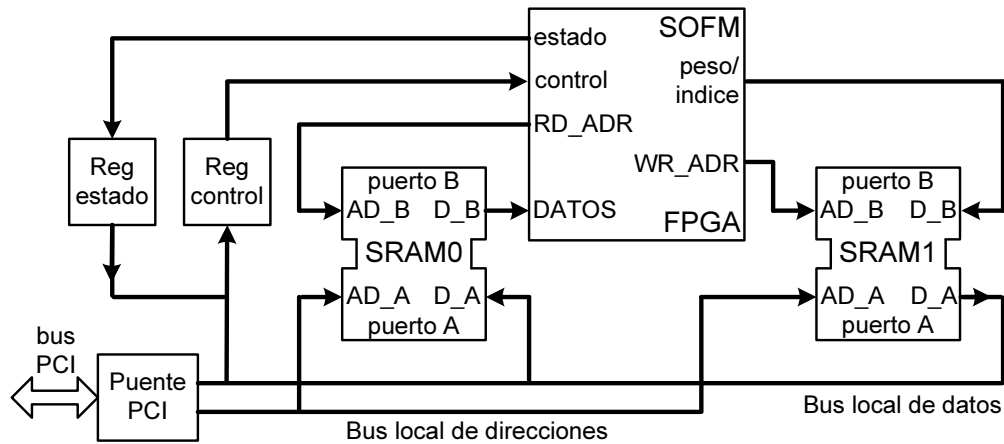 estado
SOFM
control
peso/
indice
RD_ADR
WR_ADR
DATOS
FPGA
Reg
estado
Reg
control
puerto B
AD_B D_B
SRAM0
AD_A D_A
puerto A
puerto B
AD_B D_B
SRAM1
AD_A D_A
puerto A
bus
PCI
Puente
PCI
Bus local de direcciones
Bus local de datos